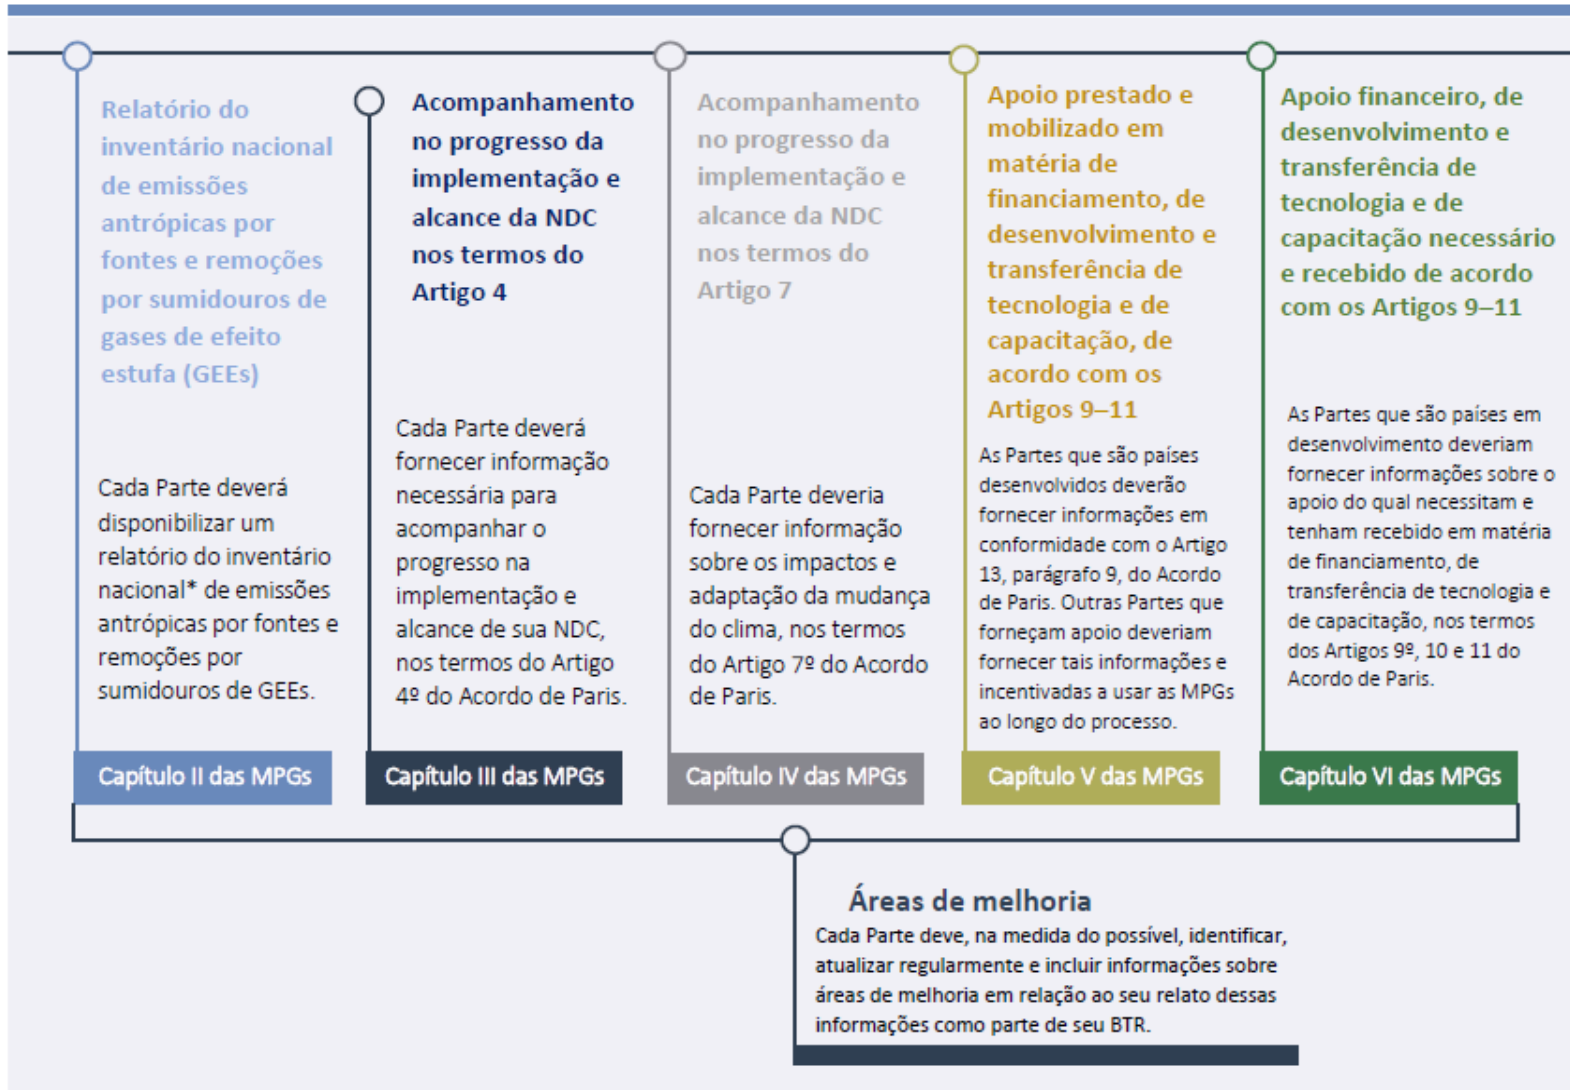 Relatório do
inventário nacional
de emissões
antrópicas por
fontes e remoções
por sumidouros de
gases de efeito
estufa (GEEs)
Cada Parte deverá
disponibilizar um
relatório do inventário
nacional* de emissões
antrópicas por fontes e
remoções por
sumidouros de GEEs.
Capítulo II das MPGs
Acompanhamento
no progresso da
implementação e
alcance da NDC
nos termos do
Artigo 4
Cada Parte deverá
fornecer informação
necessária para
acompanhar o
progresso na
implementação e
alcance de sua NDC,
nos termos do Artigo
4º do Acordo de Paris.
Capítulo III das MPGs
Acompanhamento
no progresso da
implementação e
alcance da NDC
nos termos do
Artigo 7
Cada Parte deveria
fornecer informação
sobre os impactos e
adaptação da mudança
do clima, nos termos
do Artigo 7º do Acordo
de Paris.
Capítulo IV das MPGs
Apoio prestado e
mobilizado em
matéria de
financiamento, de
desenvolvimento e
transferência de
tecnologia e de
capacitação, de
acordo com os
Artigos 9–11
As Partes que são países
desenvolvidos deverão
fornecer informações em
conformidade com o Artigo
13, parágrafo 9, do Acordo
de Paris. Outras Partes que
forneçam apoio deveriam
fornecer tais informações e
incentivadas a usar as MPGs
ao longo do processo.
Capítulo V das MPGs
Apoio financeiro, de
desenvolvimento e
transferência de
tecnologia e de
capacitação necessário
e recebido de acordo
com os Artigos 9–11
As Partes que são países em
desenvolvimento deveriam
fornecer informações sobre o
apoio do qual necessitam e
tenham recebido em matéria
de financiamento, de
transferência de tecnologia e
de capacitação, nos termos
dos Artigos 9º, 10 e 11 do
Acordo de Paris.
Capítulo VI das MPGs
Áreas de melhoria
Cada Parte deve, na medida do possível, identificar,
atualizar regularmente e incluir informações sobre
áreas de melhoria em relação ao seu relato dessas
informações como parte de seu BTR.